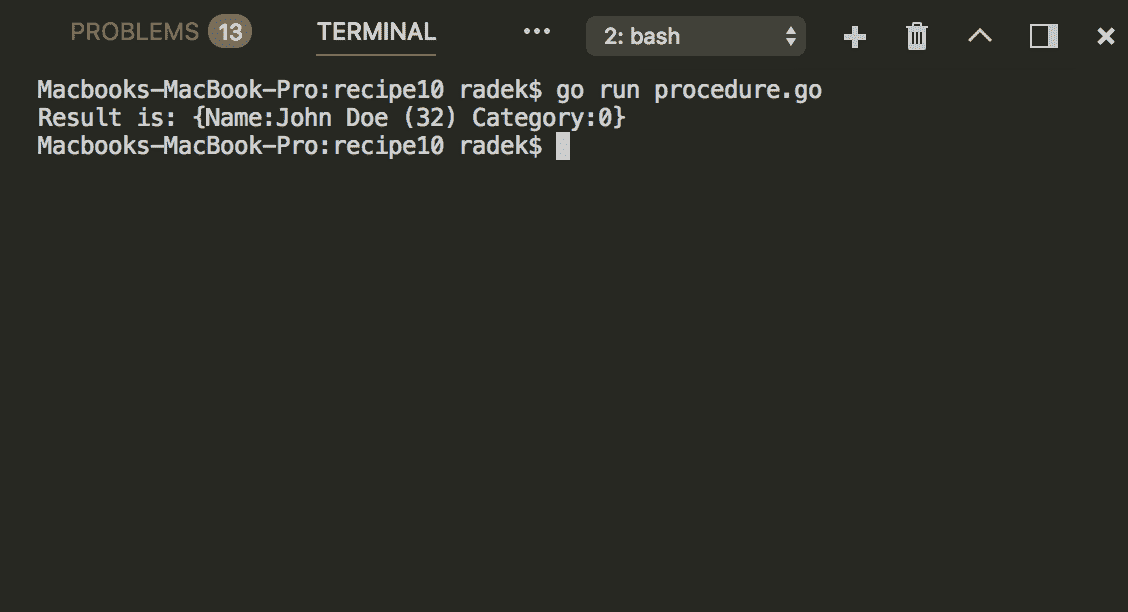 PROBLEMS 13 TERMINAL ••• 2: bash
Macbooks-MacBook-Pro:recipe10 radek$ go run procedure.go
Result is: {Name:John Doe (32) Category:0}
Macbooks-MacBook-Pro:recipe10 radek$